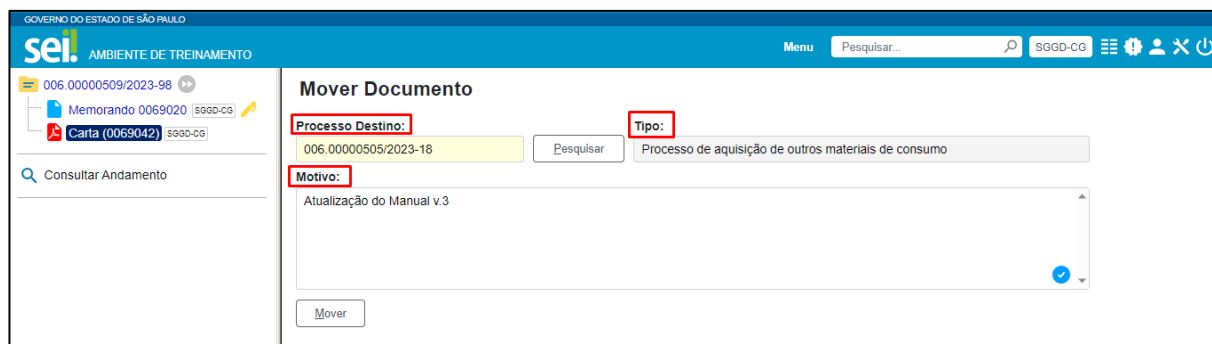 GOVERNO DO ESTADO DE SÃO PAULO
sei! AMBIENTE DE TREINAMENTO
Menu Pesquisar... SGGD-CG
006.00000509/2023-98
Memorando 0069020 SGGD-CG
Carta (0069042) SGGD-CG
Consultar Andamento
Mover Documento
Processo Destino: Tipo:
006.00000505/2023-18 Pesquisar Processo de aquisição de outros materiais de consumo
Motivo:
Atualização do Manual v.3
Mover